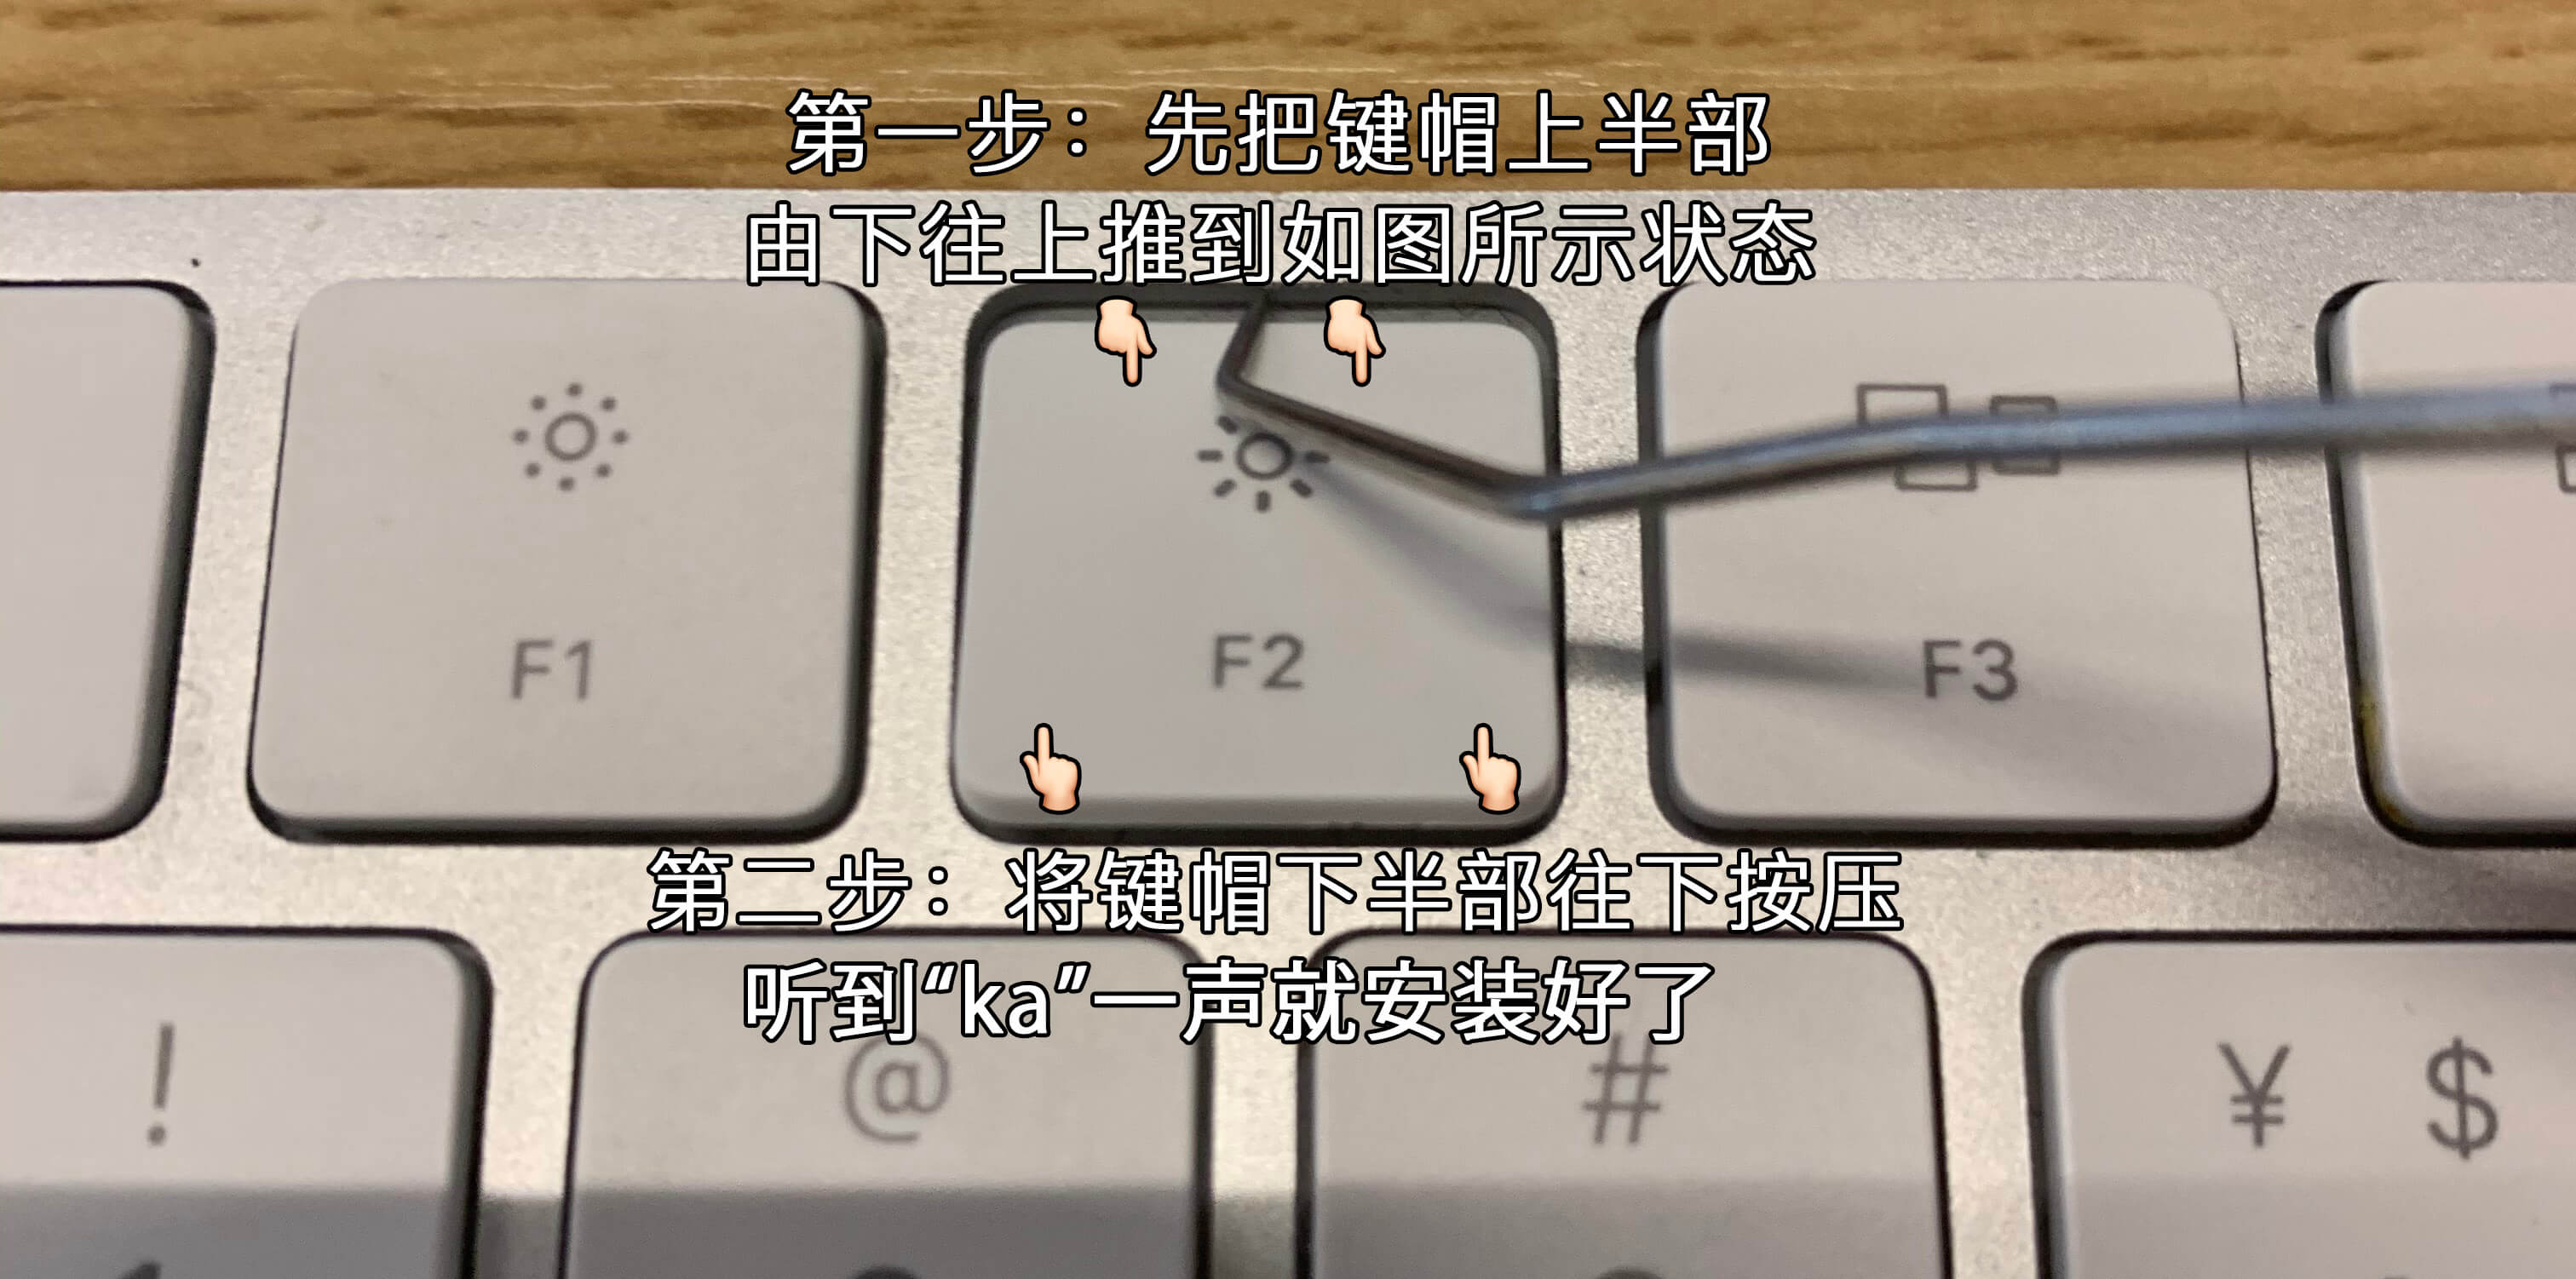 第一步：先把键帽上半部
由下往上推到如图所示状态
F1
F2
F3
第二步：将键帽下半部往下按压
听到“ka”一声就安装好了
!
@
#
¥ $